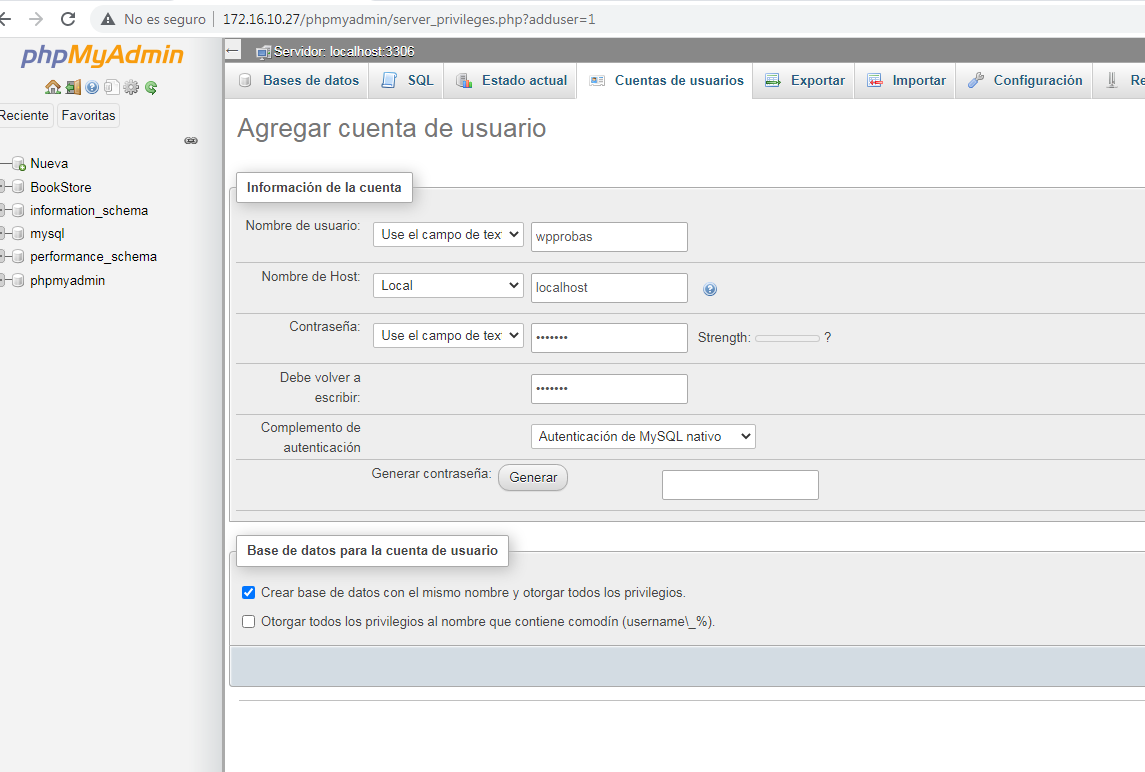 No es seguro
172.16.10.27/phpmyadmin/server_privileges.php?adduser=1
phpMyAdmin
Reciente
Favoritas
Nueva
BookStore
information_schema
mysql
performance_schema
phpmyadmin
Servidor: localhost:3306
Bases de datos
SQL
Estado actual
Cuentas de usuarios
Exportar
Importar
Configuración
Re
Agregar cuenta de usuario
Información de la cuenta
Nombre de usuario: Use el campo de tex wpprobas
Nombre de Host: Local localhost
Contraseña: Use el campo de tex ••••••• Strength: ?
Debe volver a
escribir: •••••••
Complemento de
autenticación Autenticación de MySQL nativo
Generar contraseña: Generar
Base de datos para la cuenta de usuario
Crear base de datos con el mismo nombre y otorgar todos los privilegios.
Otorgar todos los privilegios al nombre que contiene comodín (username\_%).